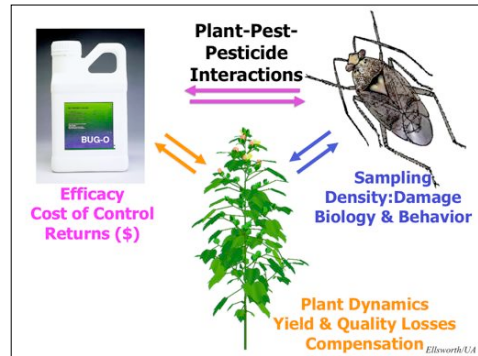 Plant-Pest-
Pesticide
Interactions
BUG-O
Efficacy
Cost of Control
Returns ($)
Sampling
Density:Damage
Biology & Behavior
Plant Dynamics
Yield & Quality Losses
Compensation
Ellsworth/UA